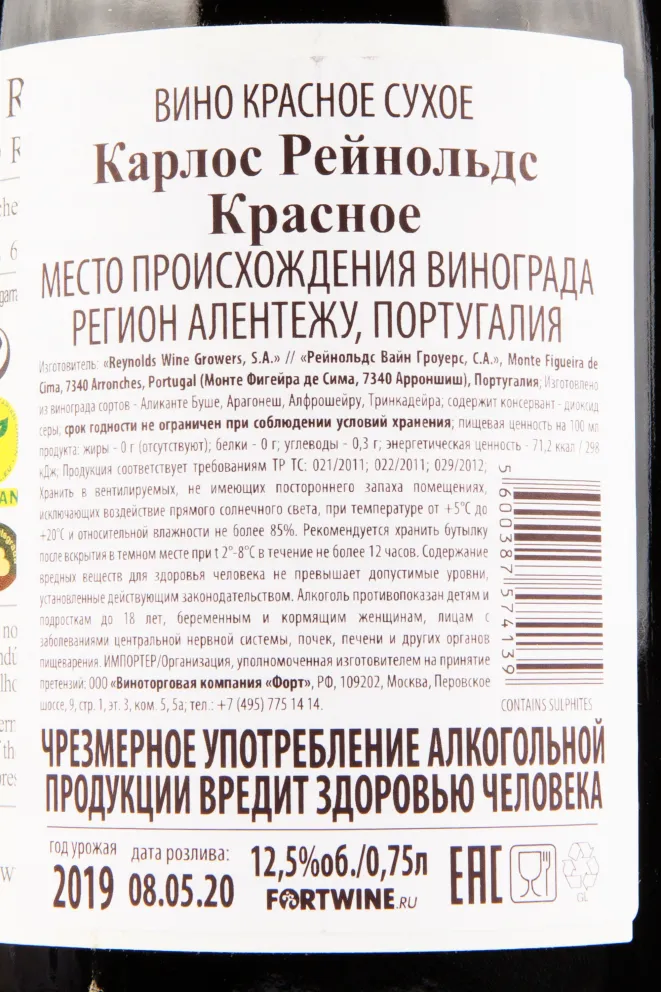 ВИНО КРАСНОЕ СУХОЕ
Карлос Рейнольдс
Красное
МЕСТО ПРОИСХОЖДЕНИЯ ВИНОГРАДА
РЕГИОН АЛЕНТЕЖУ, ПОРТУГАЛИЯ
Изготовитель: «Reynolds Wine Growers, S.A.» // «Рейнольдс Вайн Гроуерс, С.А.», Monte Figueira de
Cima, 7340 Arronches, Portugal (Монте Фигейра де Сима, 7340 Арроншиш), Португалия; Изготовлено
из винограда сортов - Аликанте Буше, Арагонеш, Алфрошейру, Тринкадейра; содержит консервант - диоксид
серы, срок годности не ограничен при соблюдении условий хранения; пищевая ценность на 100 мл
продукта: жиры - 0 г (отсутствуют); белки - 0 г; углеводы - 0,3 г; энергетическая ценность - 71,2 ккал / 298
кДж; Продукция соответствует требованиям ТР ТС: 021/2011; 022/2011; 029/2012;
Хранить в вентилируемых, не имеющих постороннего запаха помещениях,
исключающих воздействие прямого солнечного света, при температуре от +5°С до
+20°С и относительной влажности не более 85%. Рекомендуется хранить бутылку
после вскрытия в темном месте при t 2°-8°С в течение не более 12 часов. Содержание
вредных веществ для здоровья человека не превышает допустимые уровни,
установленные действующим законодательством. Алкоголь противопоказан детям и
подросткам до 18 лет, беременным и кормящим женщинам, лицам с
заболеваниями центральной нервной системы, почек, печени и других органов
пищеварения. ИМПОРТЕР/Организация, уполномоченная изготовителем на принятие
претензий: ООО «Виноторговая компания «Форт», РФ, 109202, Москва, Перовское
шоссе, 9, стр. 1, эт. 3, ком. 5, 5а; тел.: +7 (495) 775 14 14.
5 600387 574139
CONTAINS SULPHITES
ЧРЕЗМЕРНОЕ УПОТРЕБЛЕНИЕ АЛКОГОЛЬНОЙ
ПРОДУКЦИИ ВРЕДИТ ЗДОРОВЬЮ ЧЕЛОВЕКА
год урожая
2019
дата розлива:
08.05.20
12,5%об./0,75л
FORTWINE.RU
EAC
GL